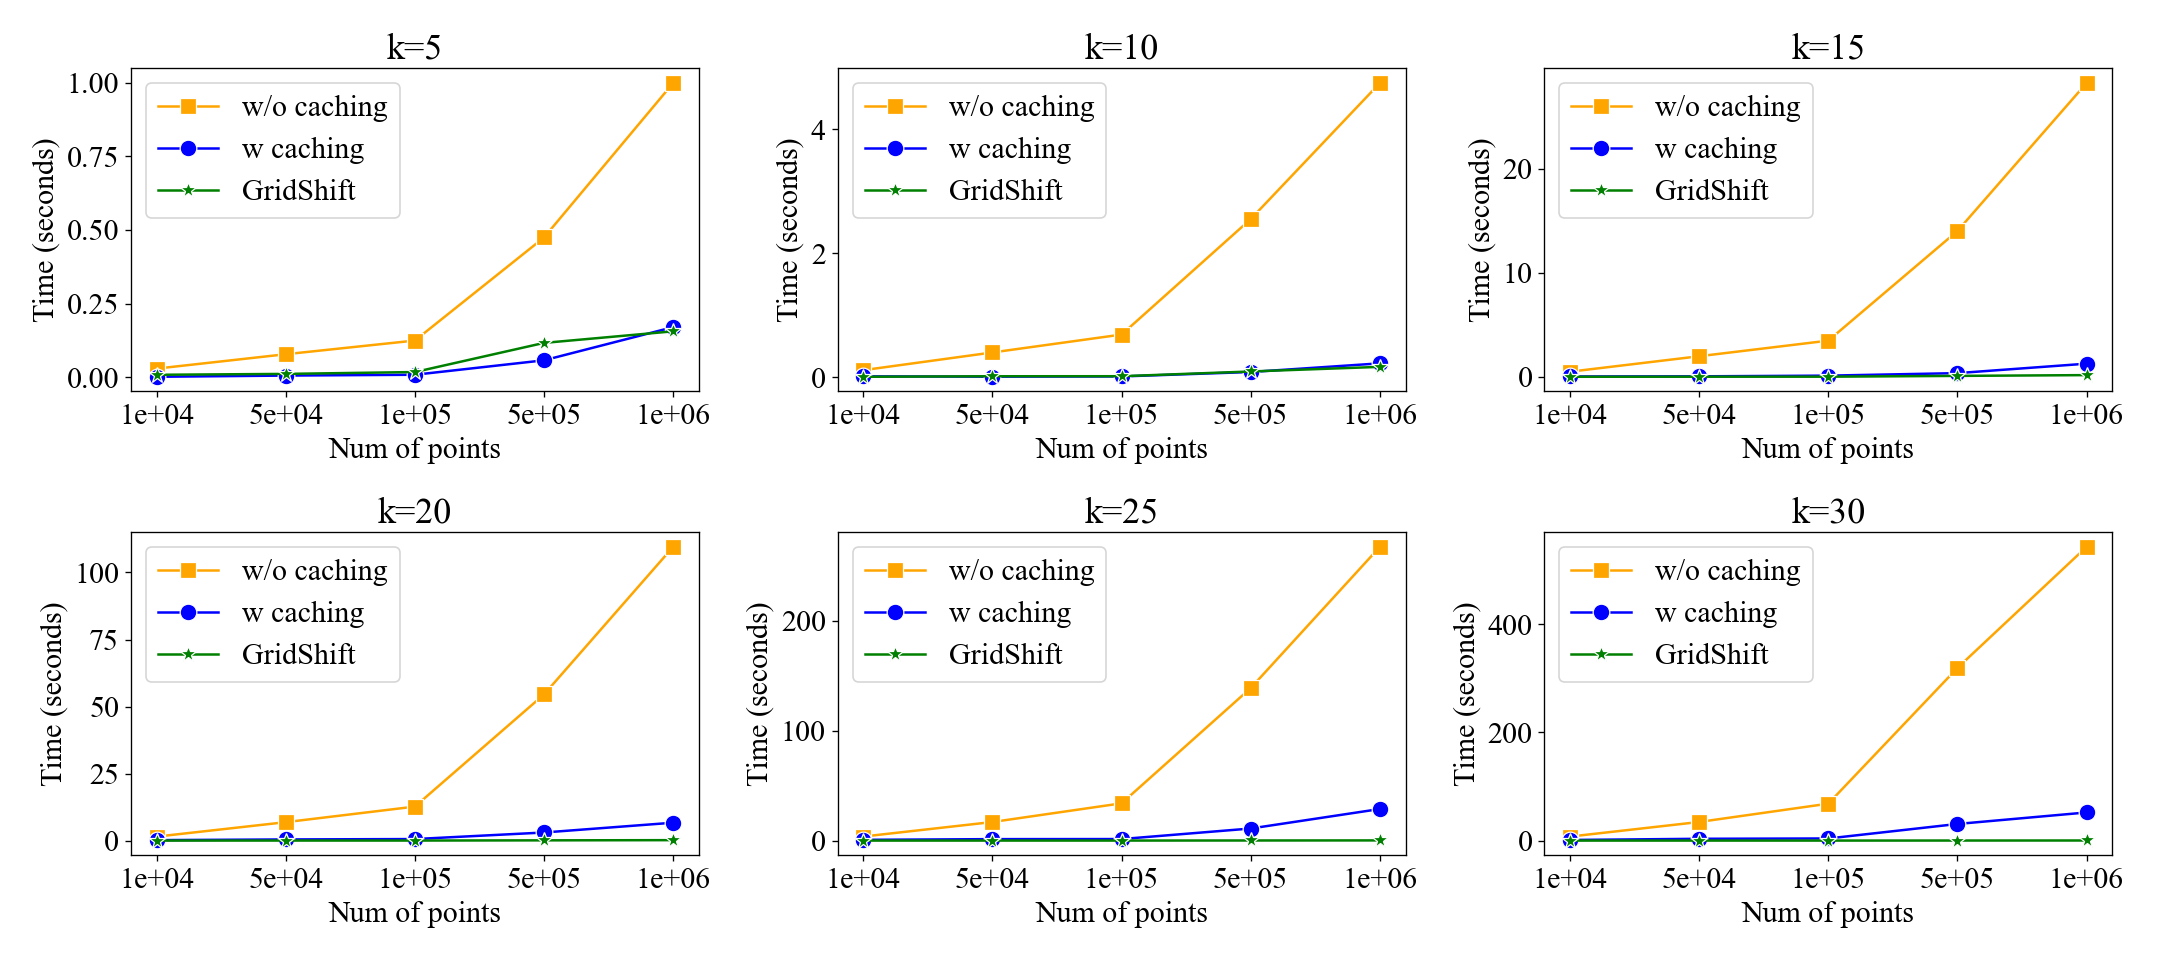 k=5
1.00
0.75
0.50
0.25
0.00
Time (seconds)
w/o caching
w caching
GridShift
1e+04 5e+04 1e+05 5e+05 1e+06
Num of points
k=10
4
2
0
Time (seconds)
w/o caching
w caching
GridShift
1e+04 5e+04 1e+05 5e+05 1e+06
Num of points
k=15
20
10
0
Time (seconds)
w/o caching
w caching
GridShift
1e+04 5e+04 1e+05 5e+05 1e+06
Num of points
k=20
100
75
50
25
0
Time (seconds)
w/o caching
w caching
GridShift
1e+04 5e+04 1e+05 5e+05 1e+06
Num of points
k=25
200
100
0
Time (seconds)
w/o caching
w caching
GridShift
1e+04 5e+04 1e+05 5e+05 1e+06
Num of points
k=30
400
200
0
Time (seconds)
w/o caching
w caching
GridShift
1e+04 5e+04 1e+05 5e+05 1e+06
Num of points